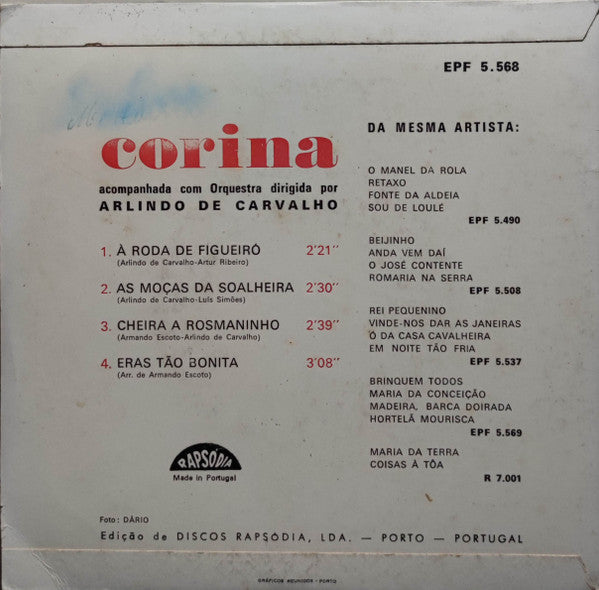 EPF 5.568
corina
acompanhada com Orquestra dirigida por
ARLINDO DE CARVALHO
1. À RODA DE FIGUEIRÓ 2'21''
(Arlindo de Carvalho-Artur Ribeiro)
2. AS MOÇAS DA SOALHEIRA 2'30''
(Arlindo de Carvalho-Luís Simões)
3. CHEIRA A ROSMANINHO 2'39''
(Armando Escoto-Arlindo de Carvalho)
4. ERAS TÃO BONITA 3'08''
(Arr. de Armando Escoto)
DA MESMA ARTISTA:
O MANEL DA ROLA
RETAXO
FONTE DA ALDEIA
SOU DE LOULÉ
EPF 5.490
BEIJINHO
ANDA VEM DAÍ
O JOSÉ CONTENTE
ROMARIA NA SERRA
EPF 5.508
REI PEQUENINO
VINDE-NOS DAR AS JANEIRAS
Ó DA CASA CAVALHEIRA
EM NOITE TÃO FRIA
EPF 5.537
BRINQUEM TODOS
MARIA DA CONCEIÇÃO
MADEIRA, BARCA DOIRADA
HORTELÃ MOURISCA
EPF 5.569
MARIA DA TERRA
COISAS À TÔA
R 7.001
RAPSÓDIA
Made in Portugal
Foto: DÁRIO
Edição de DISCOS RAPSÓDIA, LDA. — PORTO — PORTUGAL
GRÁFICOS REUNIDOS - PORTO